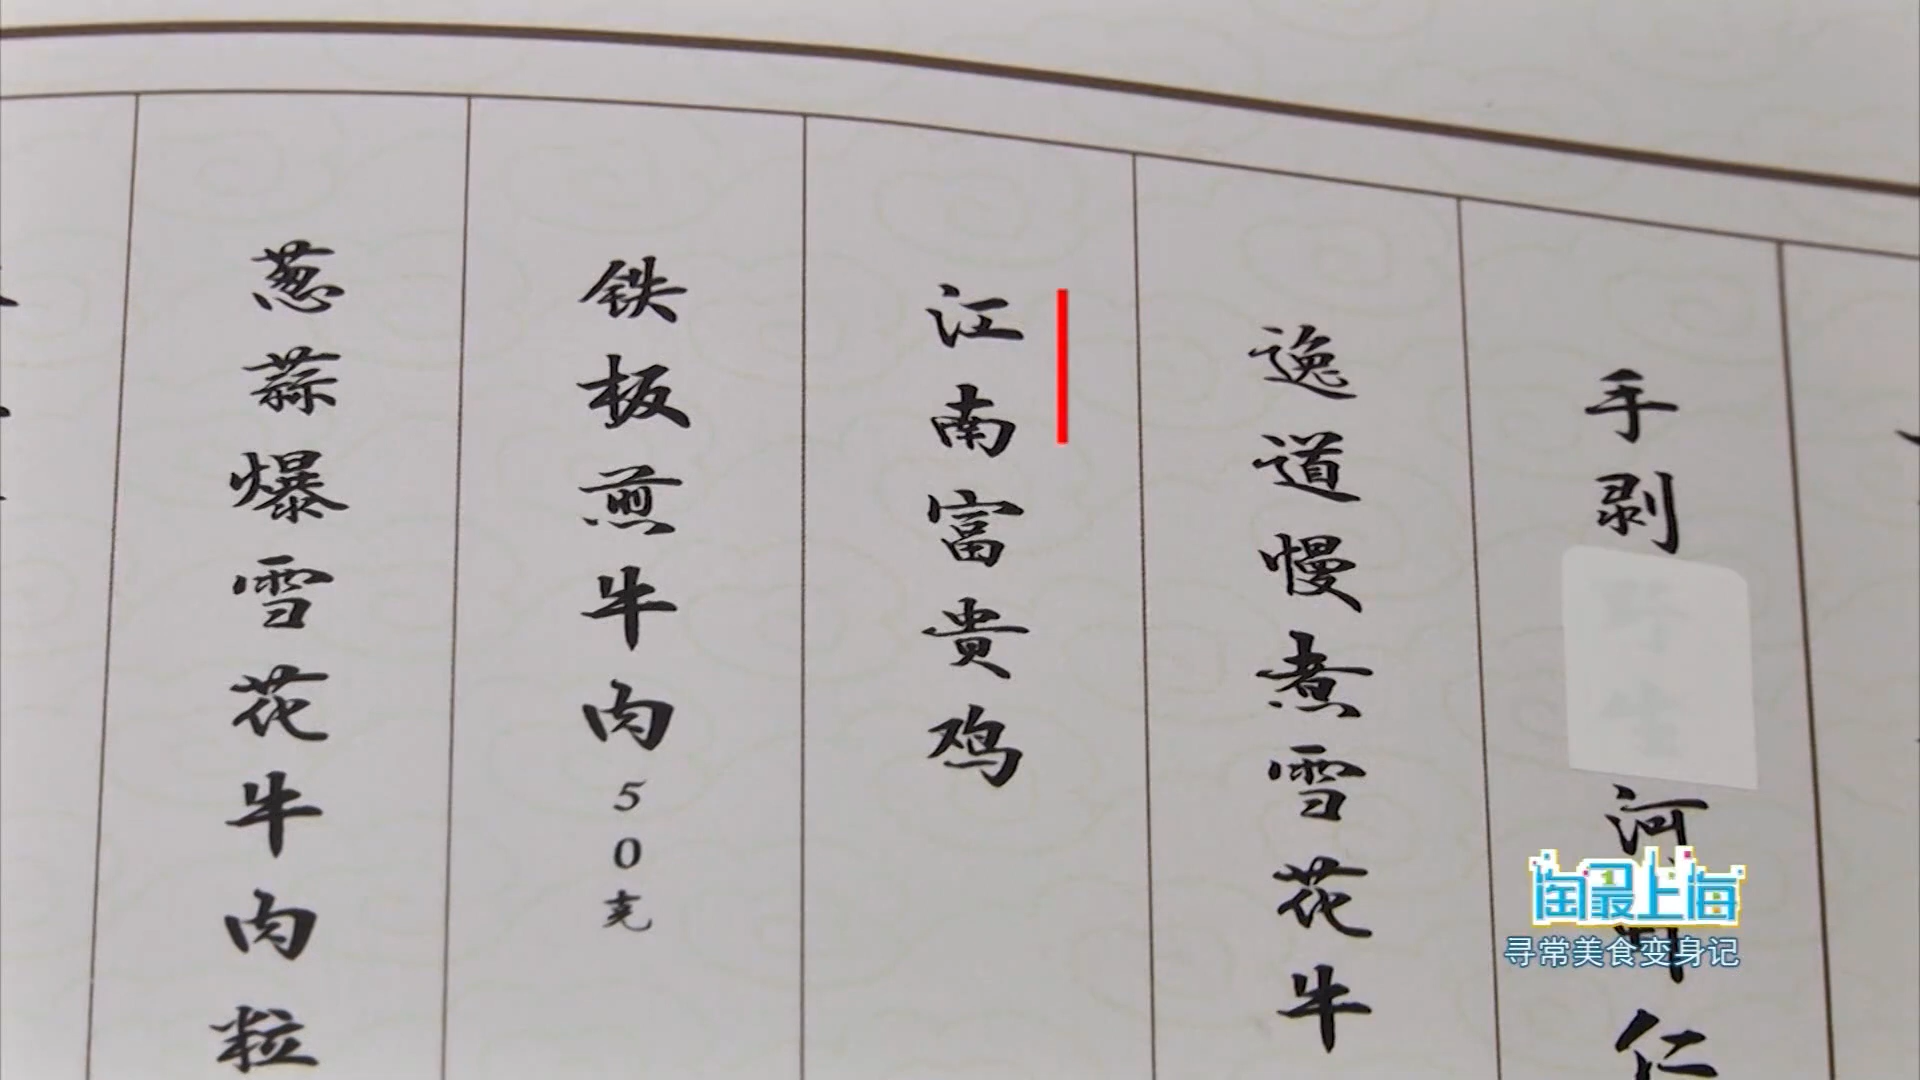 手剥河虾仁
逸道慢煮雪花牛
江南富贵鸡
铁板煎牛肉50克
葱蒜爆雪花牛肉粒
淘最上海
寻常美食变身记